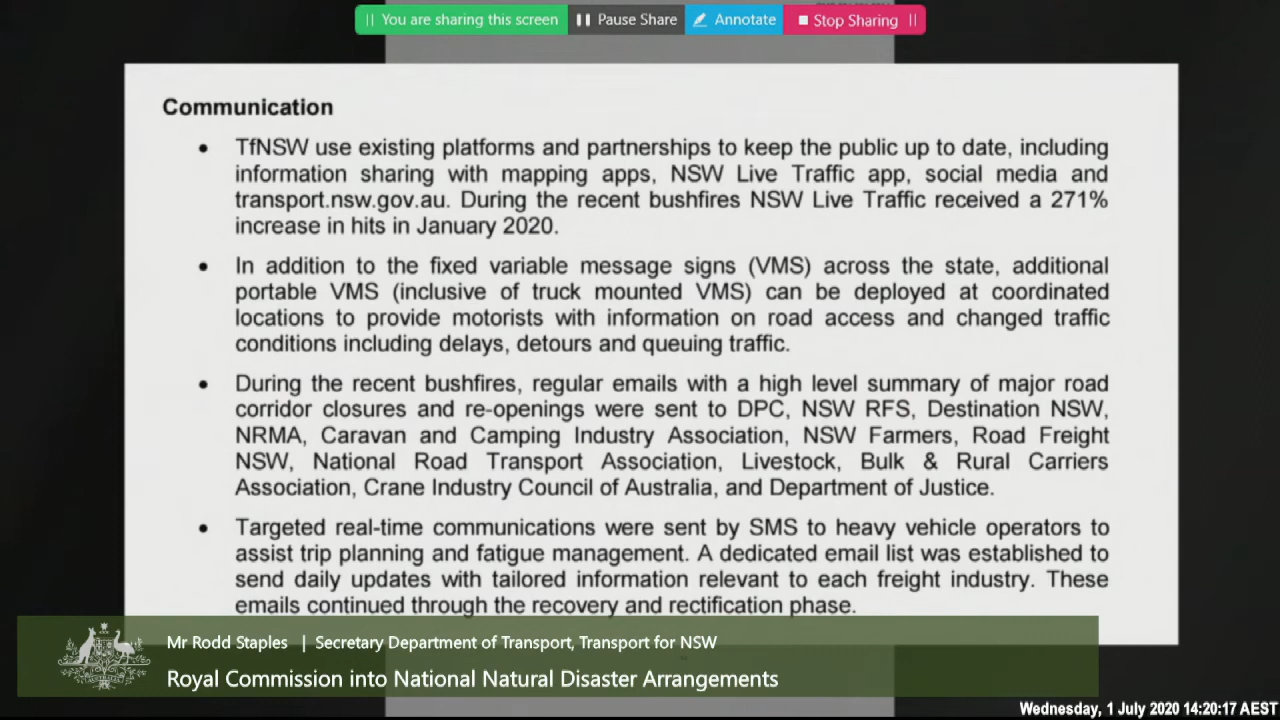 You are sharing this screen
Pause Share
Annotate
Stop Sharing
Communication
• TfNSW use existing platforms and partnerships to keep the public up to date, including
information sharing with mapping apps, NSW Live Traffic app, social media and
transport.nsw.gov.au. During the recent bushfires NSW Live Traffic received a 271%
increase in hits in January 2020.
• In addition to the fixed variable message signs (VMS) across the state, additional
portable VMS (inclusive of truck mounted VMS) can be deployed at coordinated
locations to provide motorists with information on road access and changed traffic
conditions including delays, detours and queuing traffic.
• During the recent bushfires, regular emails with a high level summary of major road
corridor closures and re-openings were sent to DPC, NSW RFS, Destination NSW,
NRMA, Caravan and Camping Industry Association, NSW Farmers, Road Freight
NSW, National Road Transport Association, Livestock, Bulk & Rural Carriers
Association, Crane Industry Council of Australia, and Department of Justice.
• Targeted real-time communications were sent by SMS to heavy vehicle operators to
assist trip planning and fatigue management. A dedicated email list was established to
send daily updates with tailored information relevant to each freight industry. These
emails continued through the recovery and rectification phase.
Mr Rodd Staples | Secretary Department of Transport, Transport for NSW
Royal Commission into National Natural Disaster Arrangements
Wednesday, 1 July 2020 14:20:17 AEST